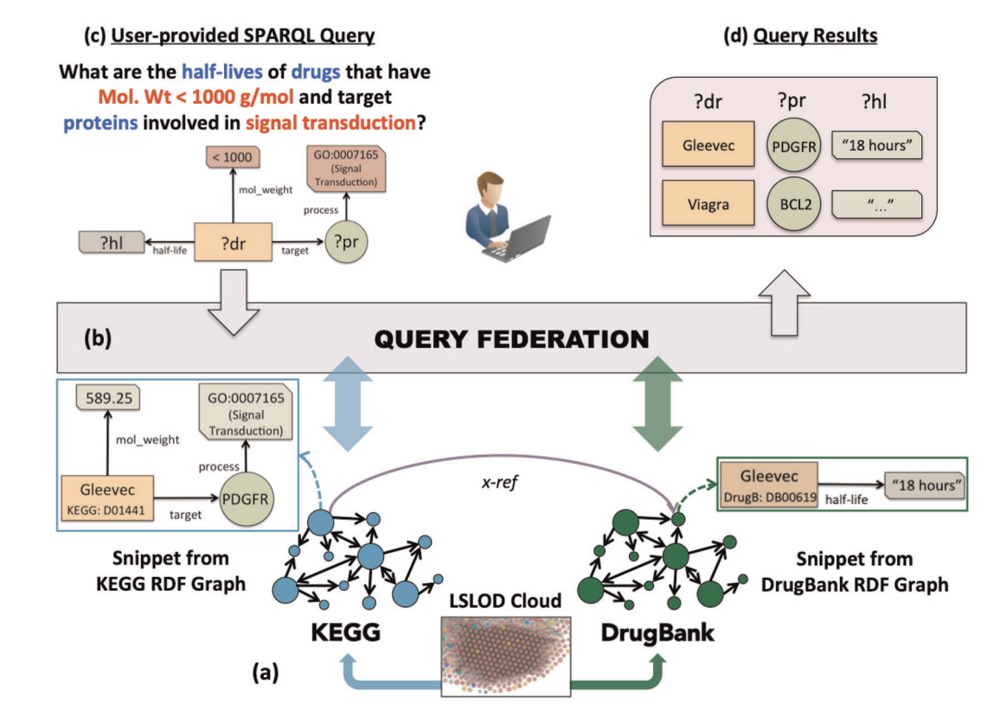 (c) User-provided SPARQL Query
What are the half-lives of drugs that have
Mol. Wt < 1000 g/mol and target
proteins involved in signal transduction?
< 1000
GO:0007165
(Signal
Transduction)
mol_weight
process
?hl
half-life
?dr
target
?pr
(d) Query Results
?dr
?pr
?hl
Gleevec
PDGFR
“18 hours”
Viagra
BCL2
“...”
(b)
QUERY FEDERATION
589.25
GO:0007165
(Signal
Transduction)
mol_weight
process
Gleevec
KEGG: D01441
target
PDGFR
x-ref
Gleevec
DrugB: DB00619
half-life
“18 hours”
Snippet from
KEGG RDF Graph
Snippet from
DrugBank RDF Graph
LSLOD Cloud
KEGG
DrugBank
(a)